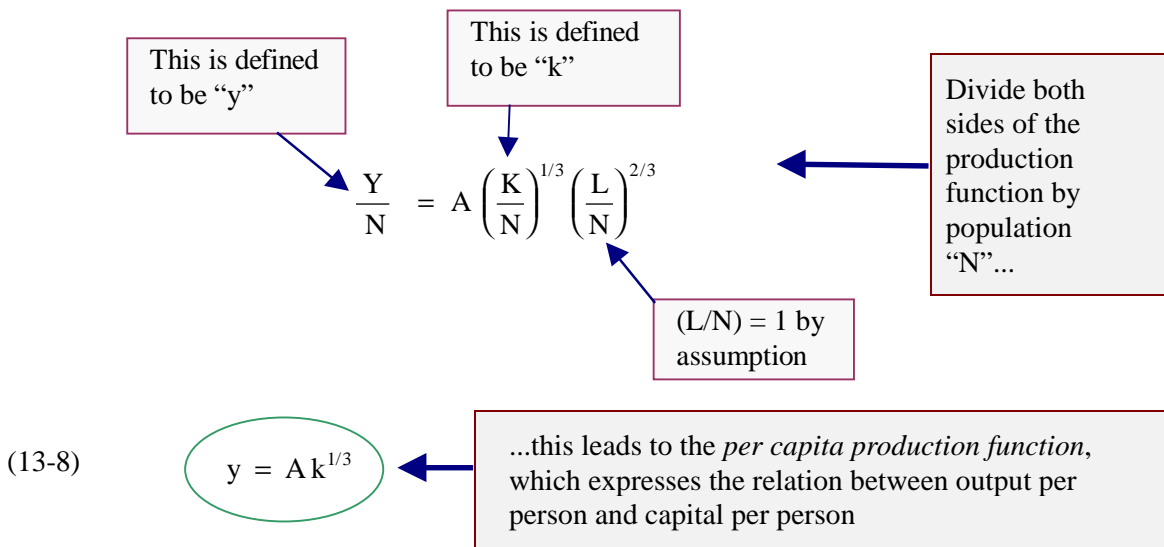 This is defined
to be “y”
This is defined
to be “k”
Divide both
sides of the
production
function by
population
“N”...
Y/N = A (K/N)^1/3 (L/N)^2/3
(L/N) = 1 by
assumption
(13-8)
y = A k^1/3
...this leads to the per capita production function,
which expresses the relation between output per
person and capital per person